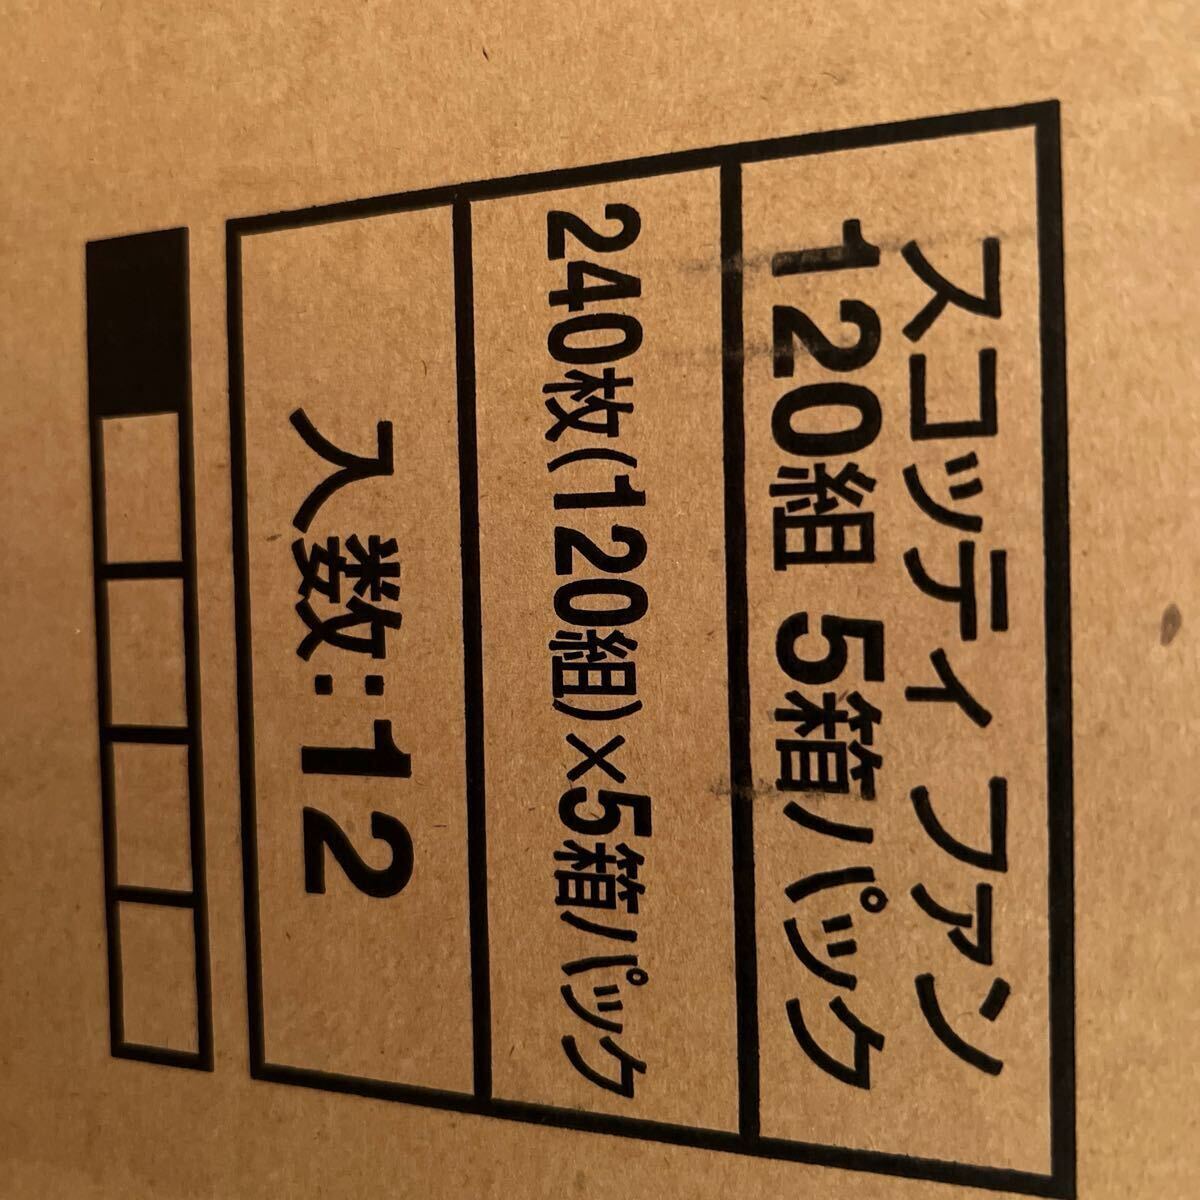 スコッティ ファン
120組 5箱パック
240枚(120組)×5箱パック
入数:12